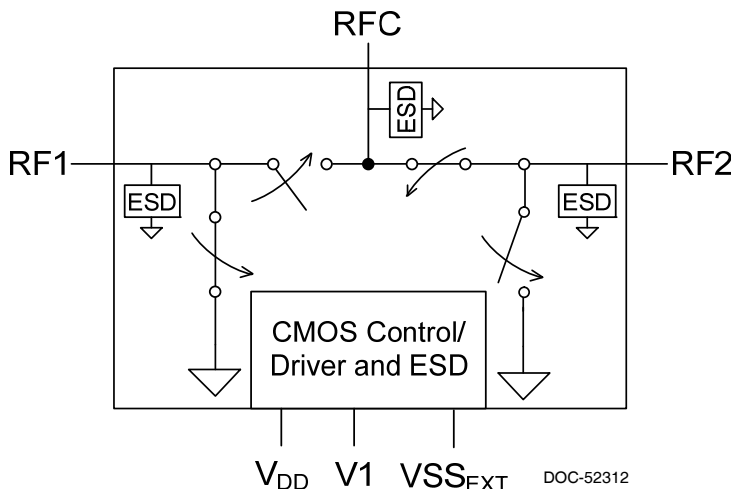 RFC
ESD
RF1
RF2
ESD
ESD
CMOS Control/
Driver and ESD
VDD V1 VSSEXT DOC-52312